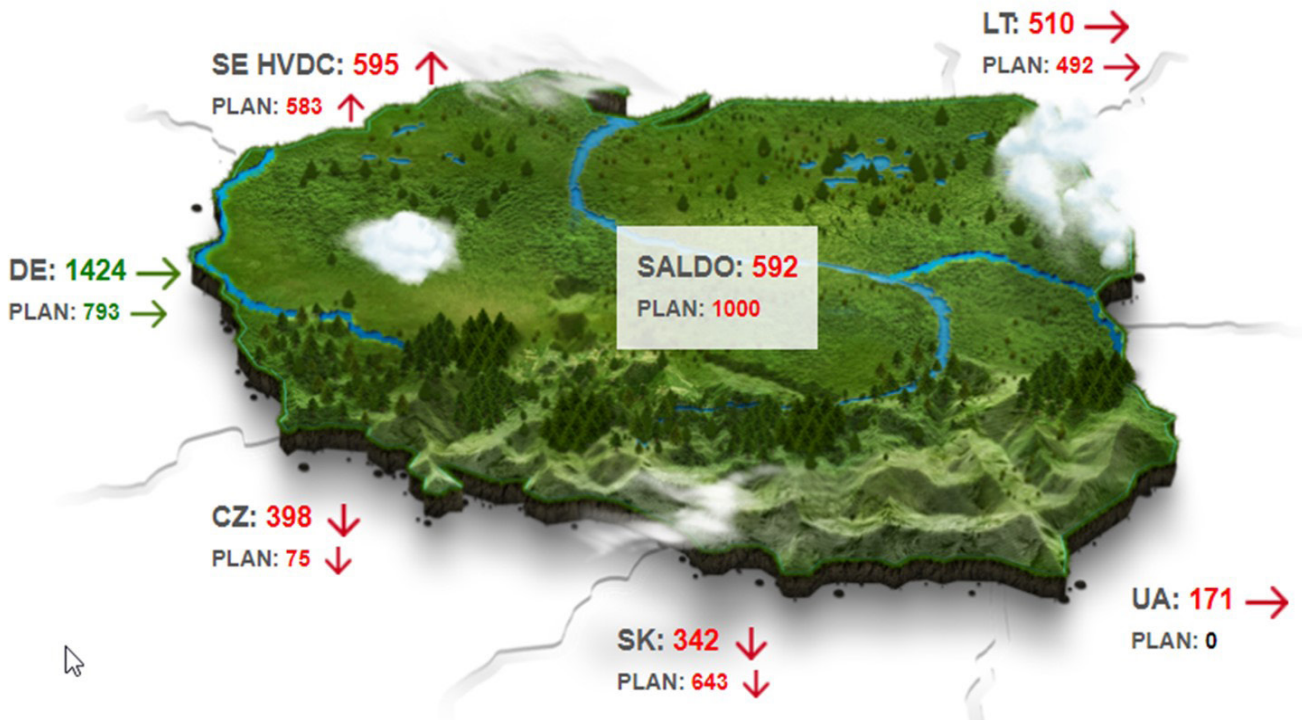 LT: 510
PLAN: 492
SE HVDC: 595
PLAN: 583
DE: 1424
PLAN: 793
SALDO: 592
PLAN: 1000
CZ: 398
PLAN: 75
UA: 171
PLAN: 0
SK: 342
PLAN: 643